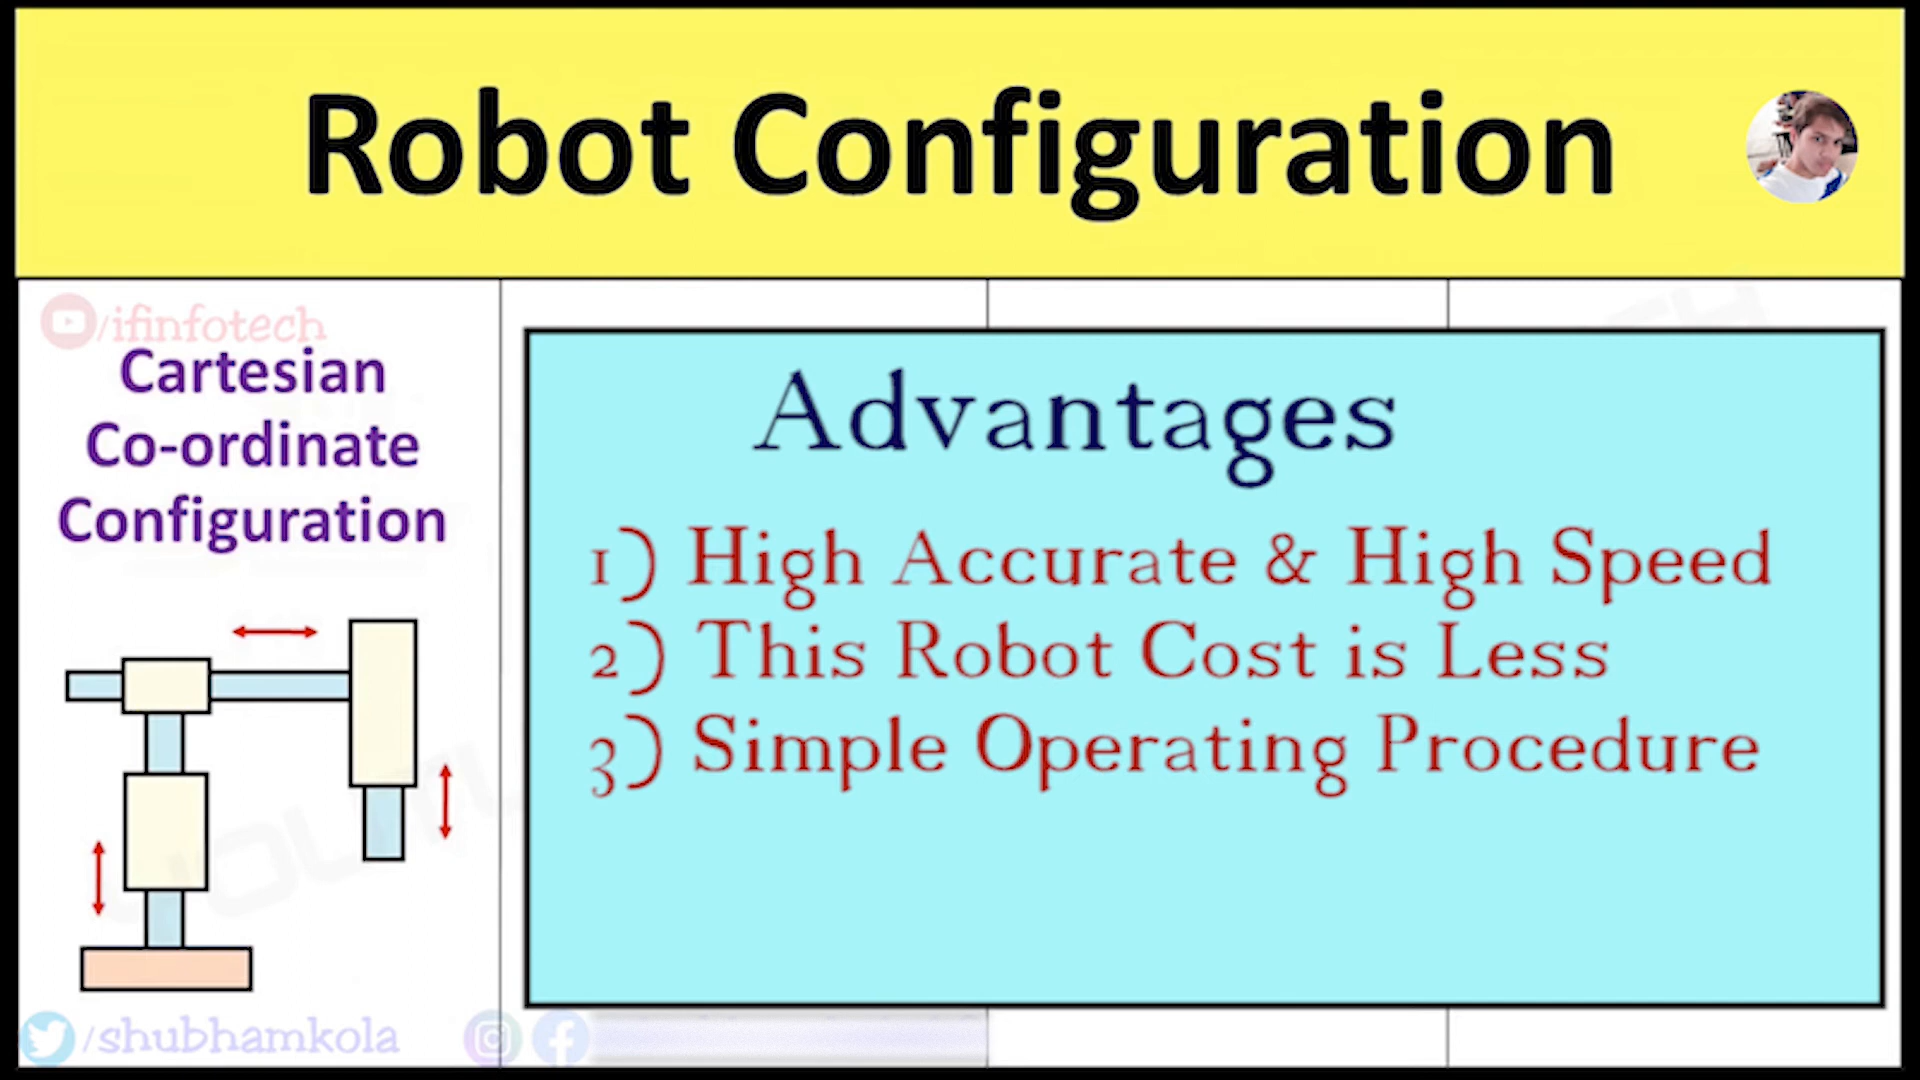 Robot Configuration
/ifinfotech
Cartesian
Co-ordinate
Configuration
Advantages
1) High Accurate & High Speed
2) This Robot Cost is Less
3) Simple Operating Procedure
/shubhamkola